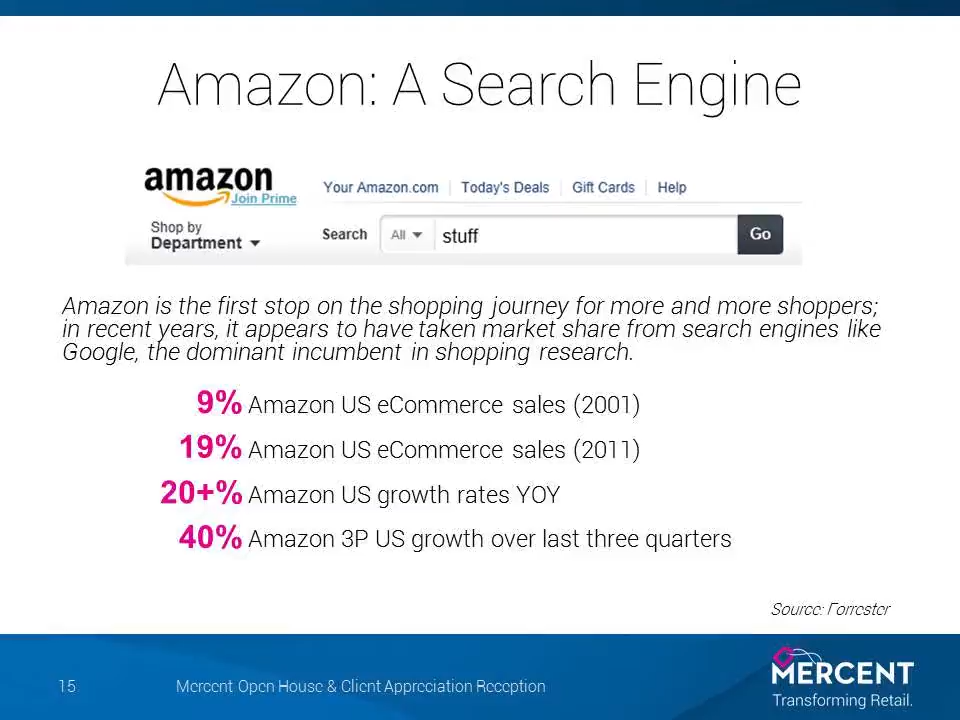 Amazon: A Search Engine
amazon
Join Prime
Your Amazon.com Today's Deals Gift Cards Help
Shop by
Department
Search All stuff Go
Amazon is the first stop on the shopping journey for more and more shoppers;
in recent years, it appears to have taken market share from search engines like
Google, the dominant incumbent in shopping research.
9% Amazon US eCommerce sales (2001)
19% Amazon US eCommerce sales (2011)
20+% Amazon US growth rates YOY
40% Amazon 3P US growth over last three quarters
Source: Forrester
15 Mercent Open House & Client Appreciation Reception
MERCENT
Transforming Retail.